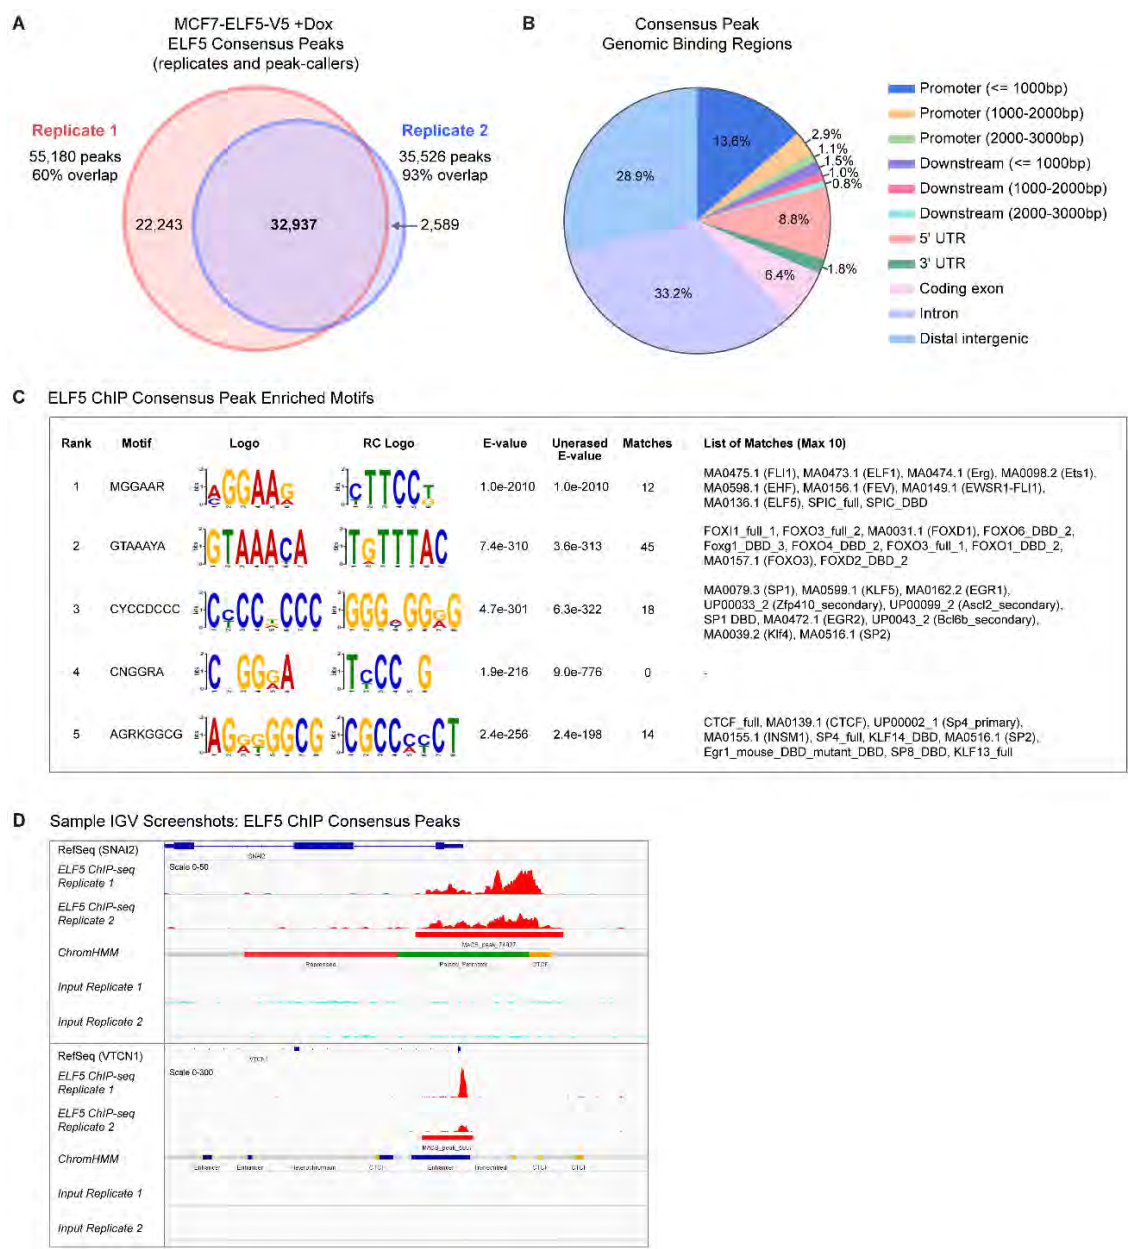 A
MCF7-ELF5-V5 +Dox
ELF5 Consensus Peaks
(replicates and peak-callers)
Replicate 1
55,180 peaks
60% overlap
Replicate 2
35,526 peaks
93% overlap
22,243
32,937
2,589
B
Consensus Peak
Genomic Binding Regions
13.6%
2.9%
1.1%
1.5%
1.0%
0.8%
8.8%
1.8%
6.4%
33.2%
28.9%
Promoter (<= 1000bp)
Promoter (1000-2000bp)
Promoter (2000-3000bp)
Downstream (<= 1000bp)
Downstream (1000-2000bp)
Downstream (2000-3000bp)
5' UTR
3' UTR
Coding exon
Intron
Distal intergenic
C ELF5 ChIP Consensus Peak Enriched Motifs
Rank Motif Logo RC Logo E-value Unerased E-value Matches List of Matches (Max 10)
1 MGGAAR 1.0e-2010 1.0e-2010 12
MA0475.1 (FLI1), MA0473.1 (ELF1), MA0474.1 (Erg), MA0098.2 (Ets1),
MA0598.1 (EHF), MA0156.1 (FEV), MA0149.1 (EWSR1-FLI1),
MA0136.1 (ELF5), SPIC_full, SPIC_DBD
2 GTAAAYA 7.4e-310 3.6e-313 45
FOXI1_full_1, FOXO3_full_2, MA0031.1 (FOXD1), FOXO6_DBD_2,
Foxg1_DBD_3, FOXO4_DBD_2, FOXO3_full_1, FOXO1_DBD_2,
MA0157.1 (FOXO3), FOXD2_DBD_2
3 CYCCDCCC 4.7e-301 6.3e-322 18
MA0079.3 (SP1), MA0599.1 (KLF5), MA0162.2 (EGR1),
UP00033_2 (Zfp410_secondary), UP00099_2 (Ascl2_secondary),
SP1 DBD, MA0472.1 (EGR2), UP0043_2 (Bcl6b_secondary),
MA0039.2 (Klf4), MA0516.1 (SP2)
4 CNGGRA 1.9e-216 9.0e-776 0 -
5 AGRKGGCG 2.4e-256 2.4e-198 14
CTCF_full, MA0139.1 (CTCF), UP00002_1 (Sp4_primary),
MA0155.1 (INSM1), SP4_full, KLF14_DBD, MA0516.1 (SP2),
Egr1_mouse_DBD_mutant_DBD, SP8_DBD, KLF13_full
D Sample IGV Screenshots: ELF5 ChIP Consensus Peaks
RefSeq (SNAI2)
SNAI2
ELF5 ChIP-seq
Replicate 1
Scale 0-50
ELF5 ChIP-seq
Replicate 2
ChromHMM
CTCF
Input Replicate 1
Input Replicate 2
RefSeq (VTCN1)
VTCN1
ELF5 ChIP-seq
Replicate 1
Scale 0-300
ELF5 ChIP-seq
Replicate 2
ChromHMM
Enhancer Enhancer Heterochromatin CTCF Enhancer CTCF CTCF
Input Replicate 1
Input Replicate 2